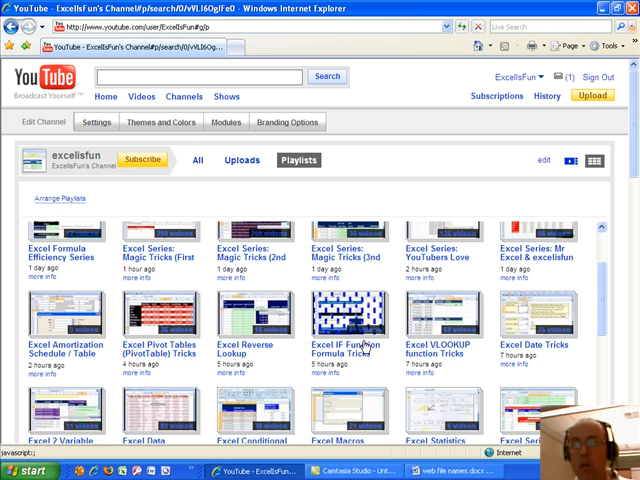 YouTube - ExcelIsFun's Channel#p/search/0/vVLI6OgIFe0 - Windows Internet Explorer
http://www.youtube.com/user/ExcelIsFun#g/p
Live Search
YouTube - ExcelIsFun's Channel#p/search/0/vVLI6Og...
Page
Tools
YouTube
Broadcast Yourself™
Search
ExcelIsFun
(1)
Sign Out
Home
Videos
Channels
Shows
Subscriptions
History
Upload
Edit Channel
Settings
Themes and Colors
Modules
Branding Options
excelisfun
ExcelIsFun's Channel
Subscribe
All
Uploads
Playlists
edit
Arrange Playlists
Excel Formula
Efficiency Series
1 day ago
more info
Excel Series:
Magic Tricks (First
1 hour ago
more info
Excel Series:
Magic Tricks (2nd
1 day ago
more info
Excel Series:
Magic Tricks (3nd
1 day ago
more info
Excel Series:
YouTubers Love
2 hours ago
more info
Excel Series: Mr
Excel & excelisfun
1 day ago
more info
Excel Amortization
Schedule / Table
2 hours ago
more info
Excel Pivot Tables
(PivotTable) Tricks
4 hours ago
more info
Excel Reverse
Lookup
5 hours ago
more info
Excel IF Function
Formula Tricks
5 hours ago
more info
Excel VLOOKUP
function Tricks
7 hours ago
more info
Excel Date Tricks
7 hours ago
more info
Excel 2 Variable
Excel Data
Excel Conditional
Excel Macros
Excel Statistics
Excel
javascript:;
Internet
start
YouTube - ExcelIsFun...
Camtasia Studio - Unt...
web file names.docx ...